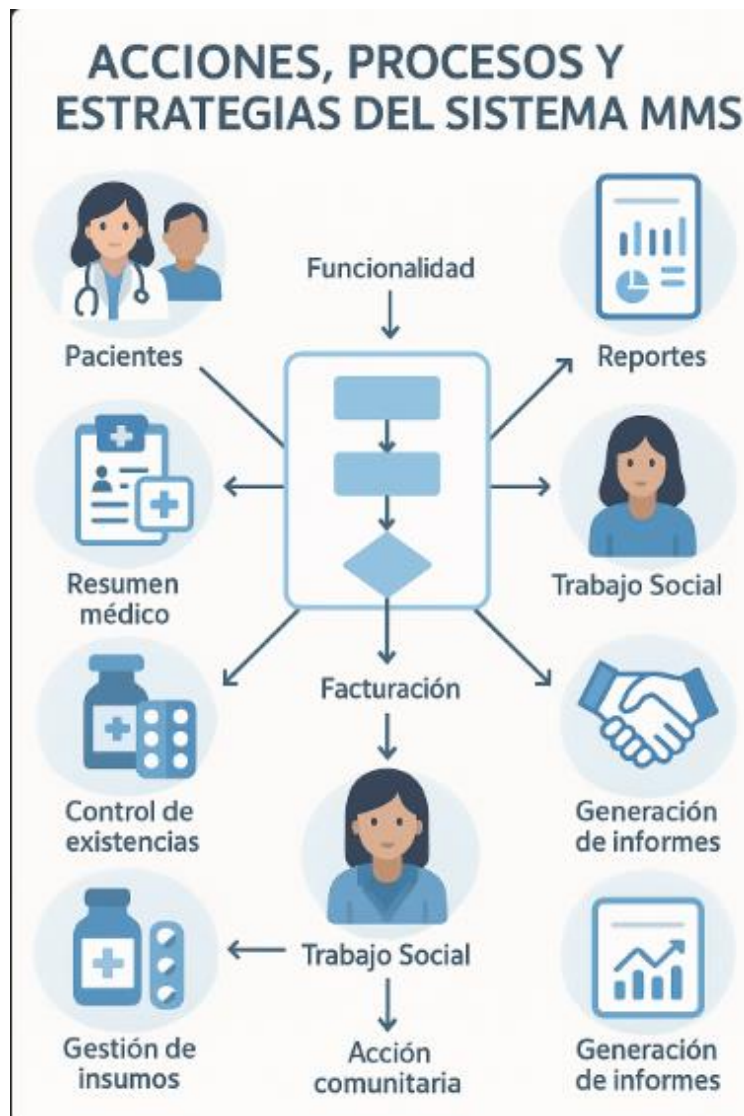 ACCIONES, PROCESOS Y
ESTRATEGIAS DEL SISTEMA MMS
Funcionalidad
Pacientes
Reportes
Resumen
médico
Trabajo Social
Facturación
Control de
existencias
Generación
de informes
Trabajo Social
Gestión de
insumos
Acción
comunitaria
Generación
de informes